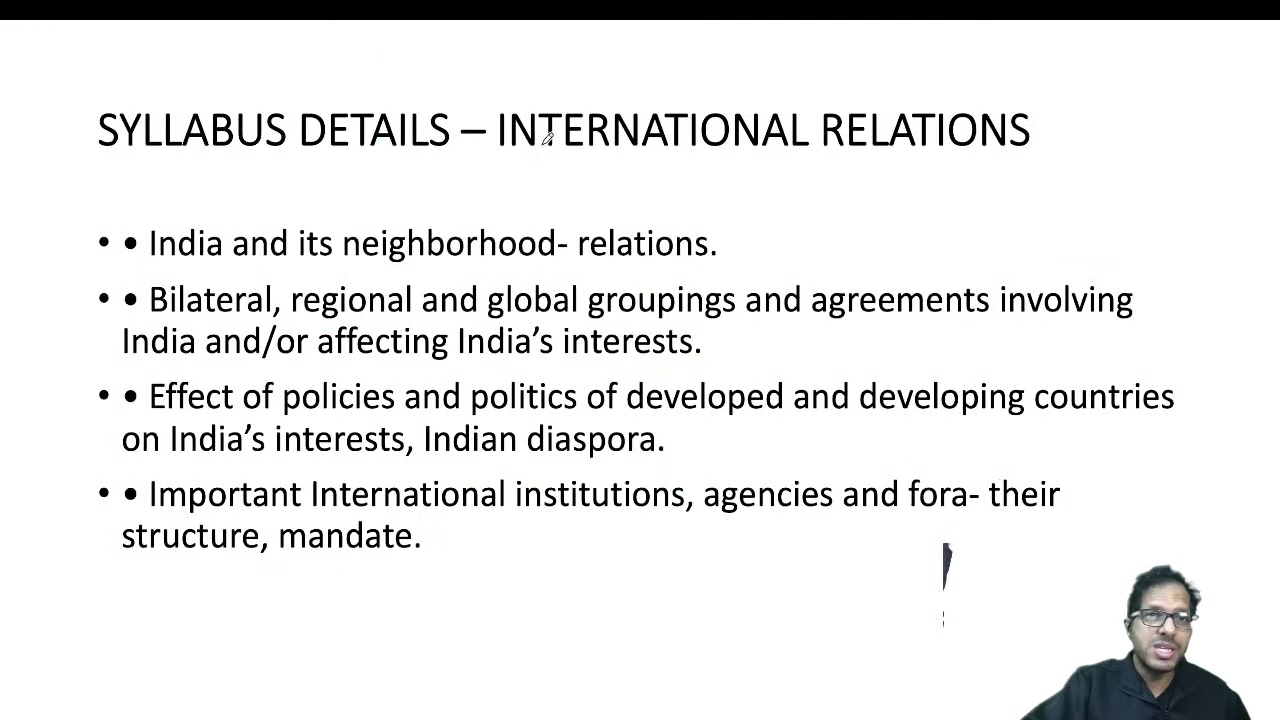 SYLLABUS DETAILS – INTERNATIONAL RELATIONS
• • India and its neighborhood- relations.
• • Bilateral, regional and global groupings and agreements involving
India and/or affecting India’s interests.
• • Effect of policies and politics of developed and developing countries
on India’s interests, Indian diaspora.
• • Important International institutions, agencies and fora- their
structure, mandate.